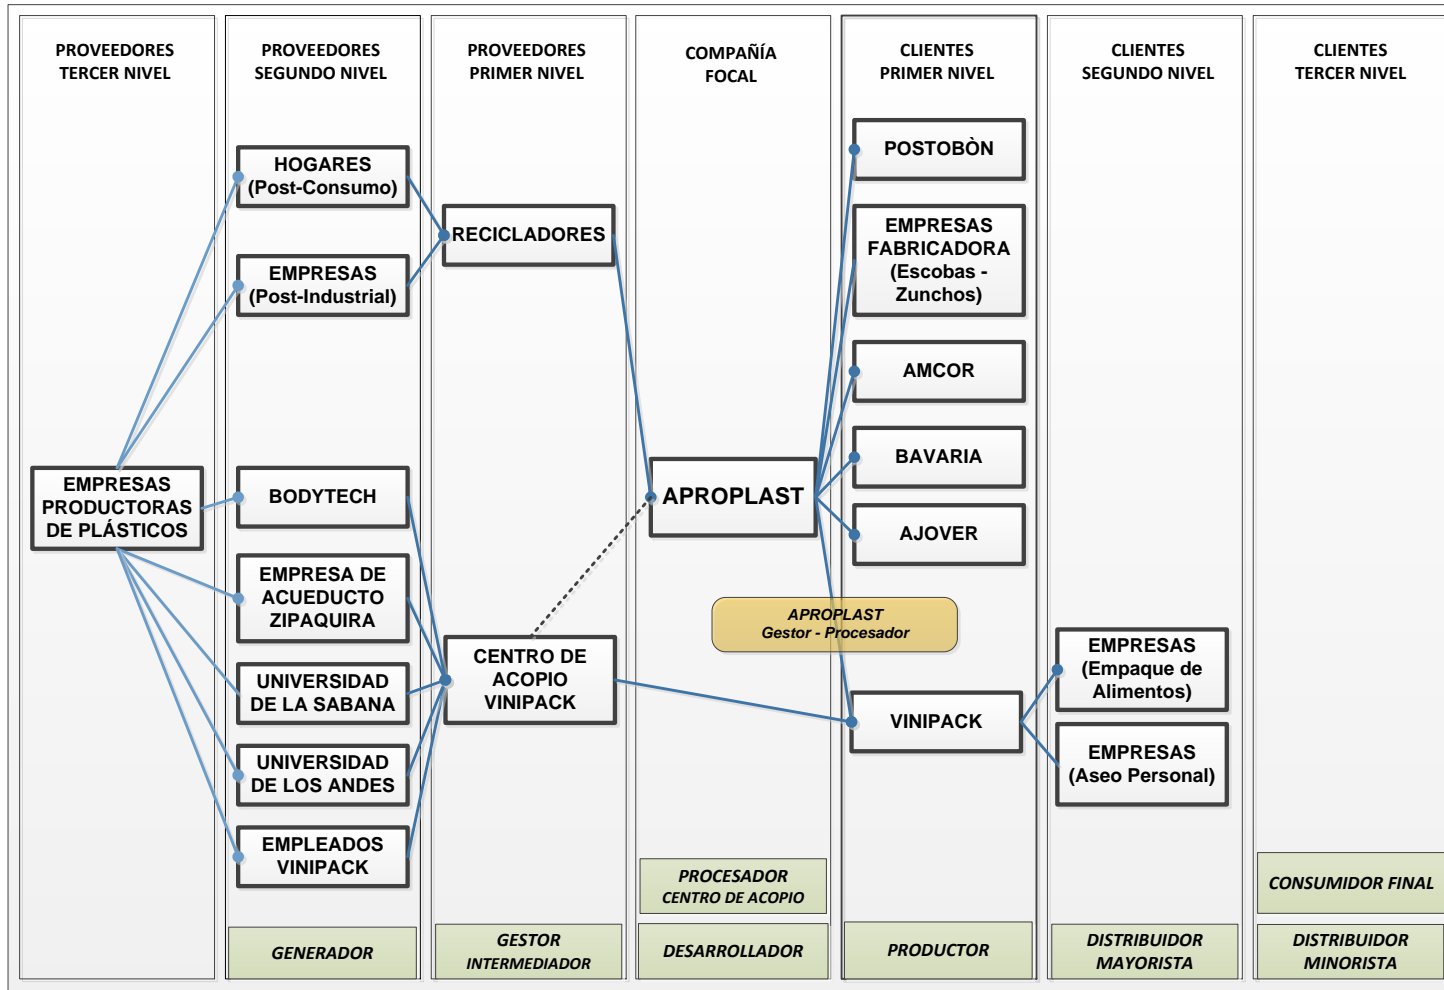 PROVEEDORES
TERCER NIVEL
PROVEEDORES
SEGUNDO NIVEL
PROVEEDORES
PRIMER NIVEL
COMPAÑÍA
FOCAL
CLIENTES
PRIMER NIVEL
CLIENTES
SEGUNDO NIVEL
CLIENTES
TERCER NIVEL
EMPRESAS
PRODUCTORAS
DE PLÁSTICOS
HOGARES
(Post-Consumo)
EMPRESAS
(Post-Industrial)
BODYTECH
EMPRESA DE
ACUEDUCTO
ZIPAQUIRA
UNIVERSIDAD
DE LA SABANA
UNIVERSIDAD
DE LOS ANDES
EMPLEADOS
VINIPACK
GENERADOR
RECICLADORES
CENTRO DE
ACOPIO
VINIPACK
GESTOR
INTERMEDIADOR
APROPLAST
APROPLAST
Gestor - Procesador
PROCESADOR
CENTRO DE ACOPIO
DESARROLLADOR
POSTOBÒN
EMPRESAS
FABRICADORA
(Escobas -
Zunchos)
AMCOR
BAVARIA
AJOVER
VINIPACK
PRODUCTOR
EMPRESAS
(Empaque de
Alimentos)
EMPRESAS
(Aseo Personal)
DISTRIBUIDOR
MAYORISTA
CONSUMIDOR FINAL
DISTRIBUIDOR
MINORISTA